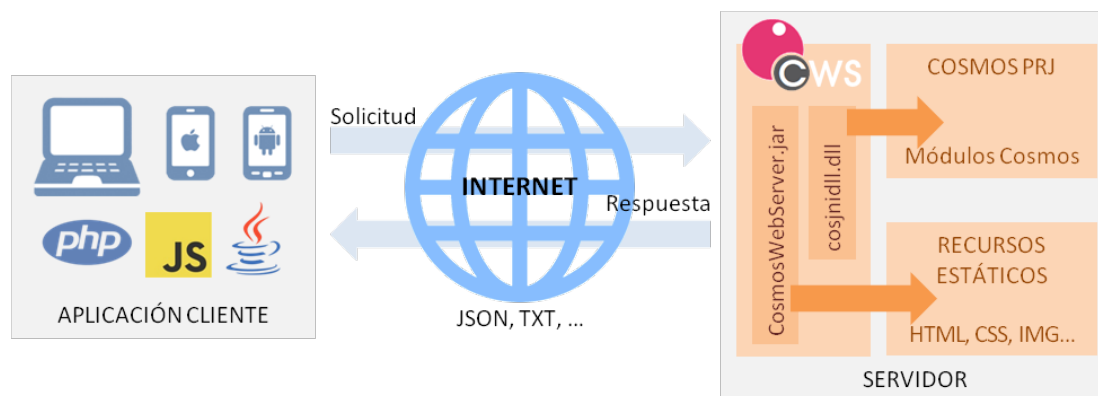 php
JS
APLICACIÓN CLIENTE
Solicitud
INTERNET
Respuesta
JSON, TXT, ...
CWS
CosmosWebServer.jar
cosjnidll.dll
COSMOS PRJ
Módulos Cosmos
RECURSOS
ESTÁTICOS
HTML, CSS, IMG...
SERVIDOR